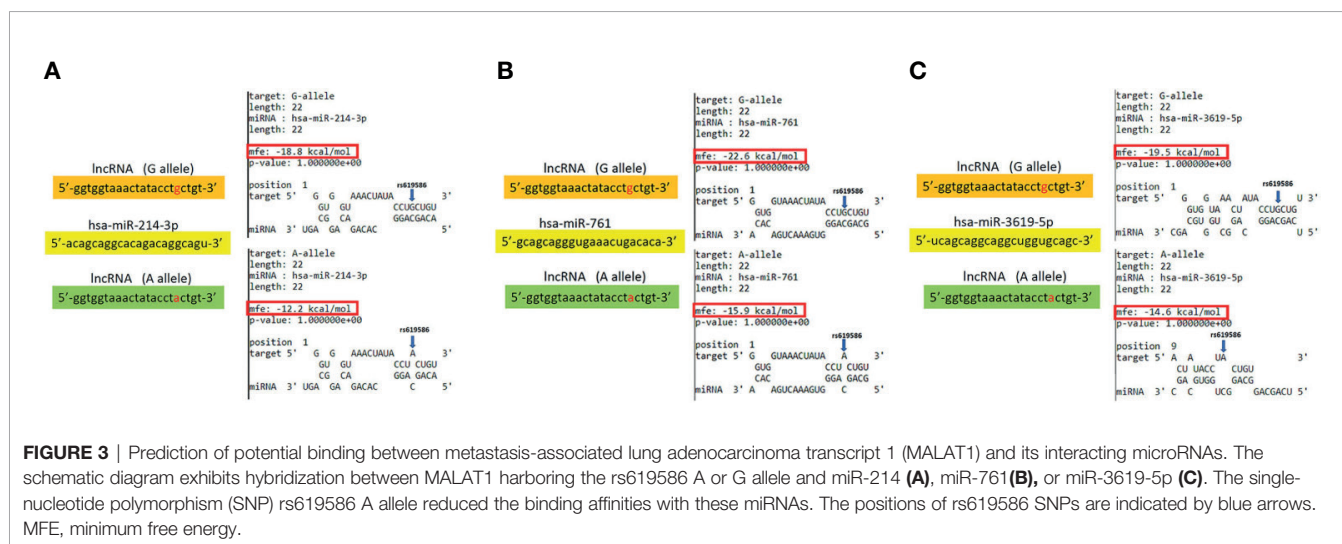 A
target: G-allele
length: 22
miRNA : hsa-miR-214-3p
length: 22
mfe: -18.8 kcal/mol
p-value: 1.000000e+00
position 1
rs619586
target 5' G G AAACUAUA 3'
GU GU CCUGCUGU
CG CA GGACGACA
miRNA 3' UGA GA GACAC 5'
lncRNA (G allele)
5'-ggtggtaaactatacctgctgt-3'
hsa-miR-214-3p
5'-acagcaggcacagacaggcagu-3'
lncRNA (A allele)
5'-ggtggtaaactatacctactgt-3'
target: A-allele
length: 22
miRNA : hsa-miR-214-3p
length: 22
mfe: -12.2 kcal/mol
p-value: 1.000000e+00
rs619586
position 1
target 5' G G AAACUAUA A 3'
GU GU CCU CUGU
CG CA GGA GACA
miRNA 3' UGA GA GACAC C 5'
B
target: G-allele
length: 22
miRNA : hsa-miR-761
length: 22
mfe: -22.6 kcal/mol
p-value: 1.000000e+00
rs619586
position 1
target 5' G GUAAACUAUA 3'
GUG CCUGCUGU
CAC GGACGACG
miRNA 3' A AGUCAAAGUG 5'
lncRNA (G allele)
5'-ggtggtaaactatacctgctgt-3'
hsa-miR-761
5'-gcagcagggugaaacugacaca-3'
lncRNA (A allele)
5'-ggtggtaaactatacctactgt-3'
target: A-allele
length: 22
miRNA : hsa-miR-761
length: 22
mfe: -15.9 kcal/mol
p-value: 1.000000e+00
rs619586
position 1
target 5' G GUAAACUAUA A 3'
GUG CCU CUGU
CAC GGA GACG
miRNA 3' A AGUCAAAGUG C 5'
C
target: G-allele
length: 22
miRNA : hsa-miR-3619-5p
length: 22
mfe: -19.5 kcal/mol
p-value: 1.000000e+00
rs619586
position 1
target 5' G G AA AUA U 3'
GUG UA CU CCUGCUG
CGU GU GA GGACGAC
miRNA 3' CGA G CG C U 5'
lncRNA (G allele)
5'-ggtggtaaactatacctgctgt-3'
hsa-miR-3619-5p
5'-ucagcaggcaggcuggugcagc-3'
lncRNA (A allele)
5'-ggtggtaaactatacctactgt-3'
target: A-allele
length: 22
miRNA : hsa-miR-3619-5p
length: 22
mfe: -14.6 kcal/mol
p-value: 1.000000e+00
rs619586
position 9
target 5' A A UA 3'
CU UACC CUGU
GA GUGG GACG
miRNA 3' C C UCG GACGACU 5'
FIGURE 3 | Prediction of potential binding between metastasis-associated lung adenocarcinoma transcript 1 (MALAT1) and its interacting microRNAs. The
schematic diagram exhibits hybridization between MALAT1 harboring the rs619586 A or G allele and miR-214 (A), miR-761(B), or miR-3619-5p (C). The single-
nucleotide polymorphism (SNP) rs619586 A allele reduced the binding affinities with these miRNAs. The positions of rs619586 SNPs are indicated by blue arrows.
MFE, minimum free energy.